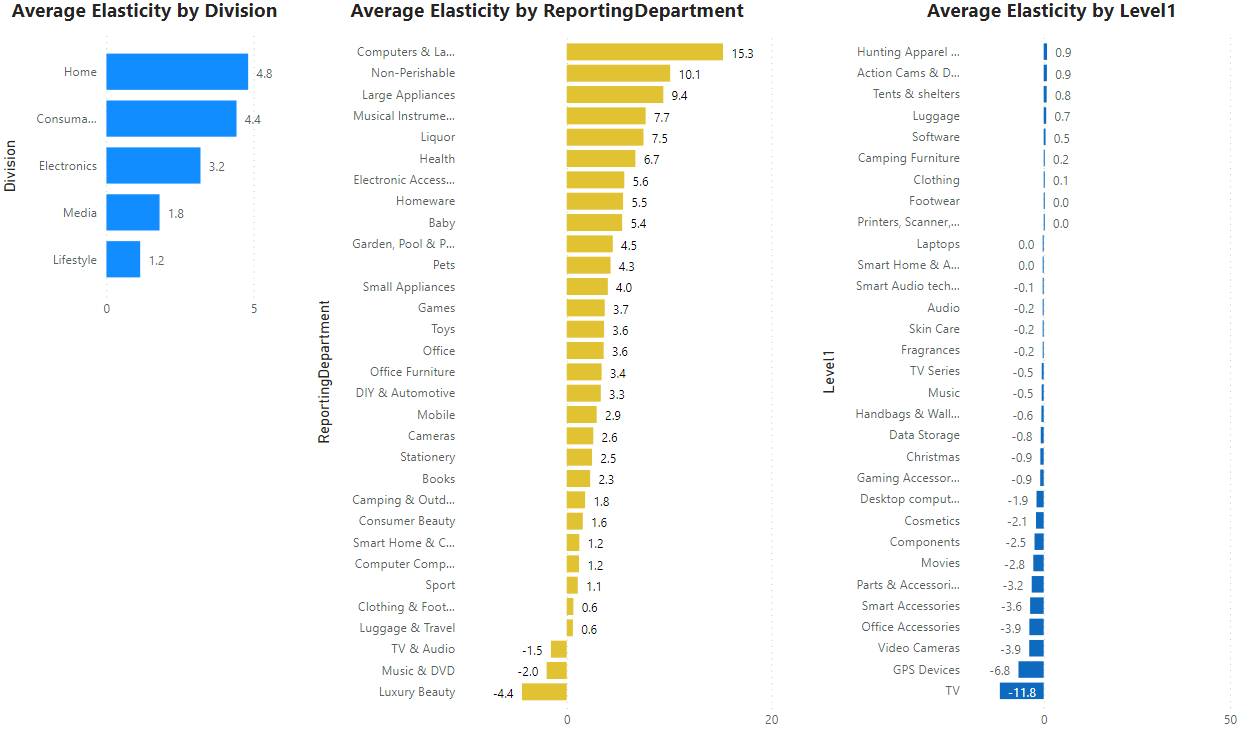 Average Elasticity by Division
Division
Home 4.8
Consuma... 4.4
Electronics 3.2
Media 1.8
Lifestyle 1.2
0 5
Average Elasticity by ReportingDepartment
ReportingDepartment
Computers & La... 15.3
Non-Perishable 10.1
Large Appliances 9.4
Musical Instrume... 7.7
Liquor 7.5
Health 6.7
Electronic Access... 5.6
Homeware 5.5
Baby 5.4
Garden, Pool & P... 4.5
Pets 4.3
Small Appliances 4.0
Games 3.7
Toys 3.6
Office 3.6
Office Furniture 3.4
DIY & Automotive 3.3
Mobile 2.9
Cameras 2.6
Stationery 2.5
Books 2.3
Camping & Outd... 1.8
Consumer Beauty 1.6
Smart Home & C... 1.2
Computer Comp... 1.2
Sport 1.1
Clothing & Foot... 0.6
Luggage & Travel 0.6
TV & Audio -1.5
Music & DVD -2.0
Luxury Beauty -4.4
0 20
Average Elasticity by Level1
Level1
Hunting Apparel ... 0.9
Action Cams & D... 0.9
Tents & shelters 0.8
Luggage 0.7
Software 0.5
Camping Furniture 0.2
Clothing 0.1
Footwear 0.0
Printers, Scanner,... 0.0
Laptops 0.0
Smart Home & A... 0.0
Smart Audio tech... -0.1
Audio -0.2
Skin Care -0.2
Fragrances -0.2
TV Series -0.5
Music -0.5
Handbags & Wall... -0.6
Data Storage -0.8
Christmas -0.9
Gaming Accessor... -0.9
Desktop comput... -1.9
Cosmetics -2.1
Components -2.5
Movies -2.8
Parts & Accessori... -3.2
Smart Accessories -3.6
Office Accessories -3.9
Video Cameras -3.9
GPS Devices -6.8
TV -11.8
0 50